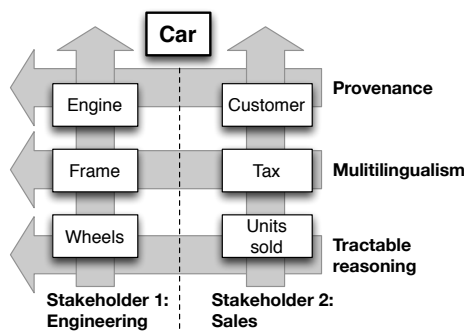 Car
Engine
Customer
Provenance
Frame
Tax
Mulitilingualism
Wheels
Units
sold
Tractable
reasoning
Stakeholder 1:
Engineering
Stakeholder 2:
Sales